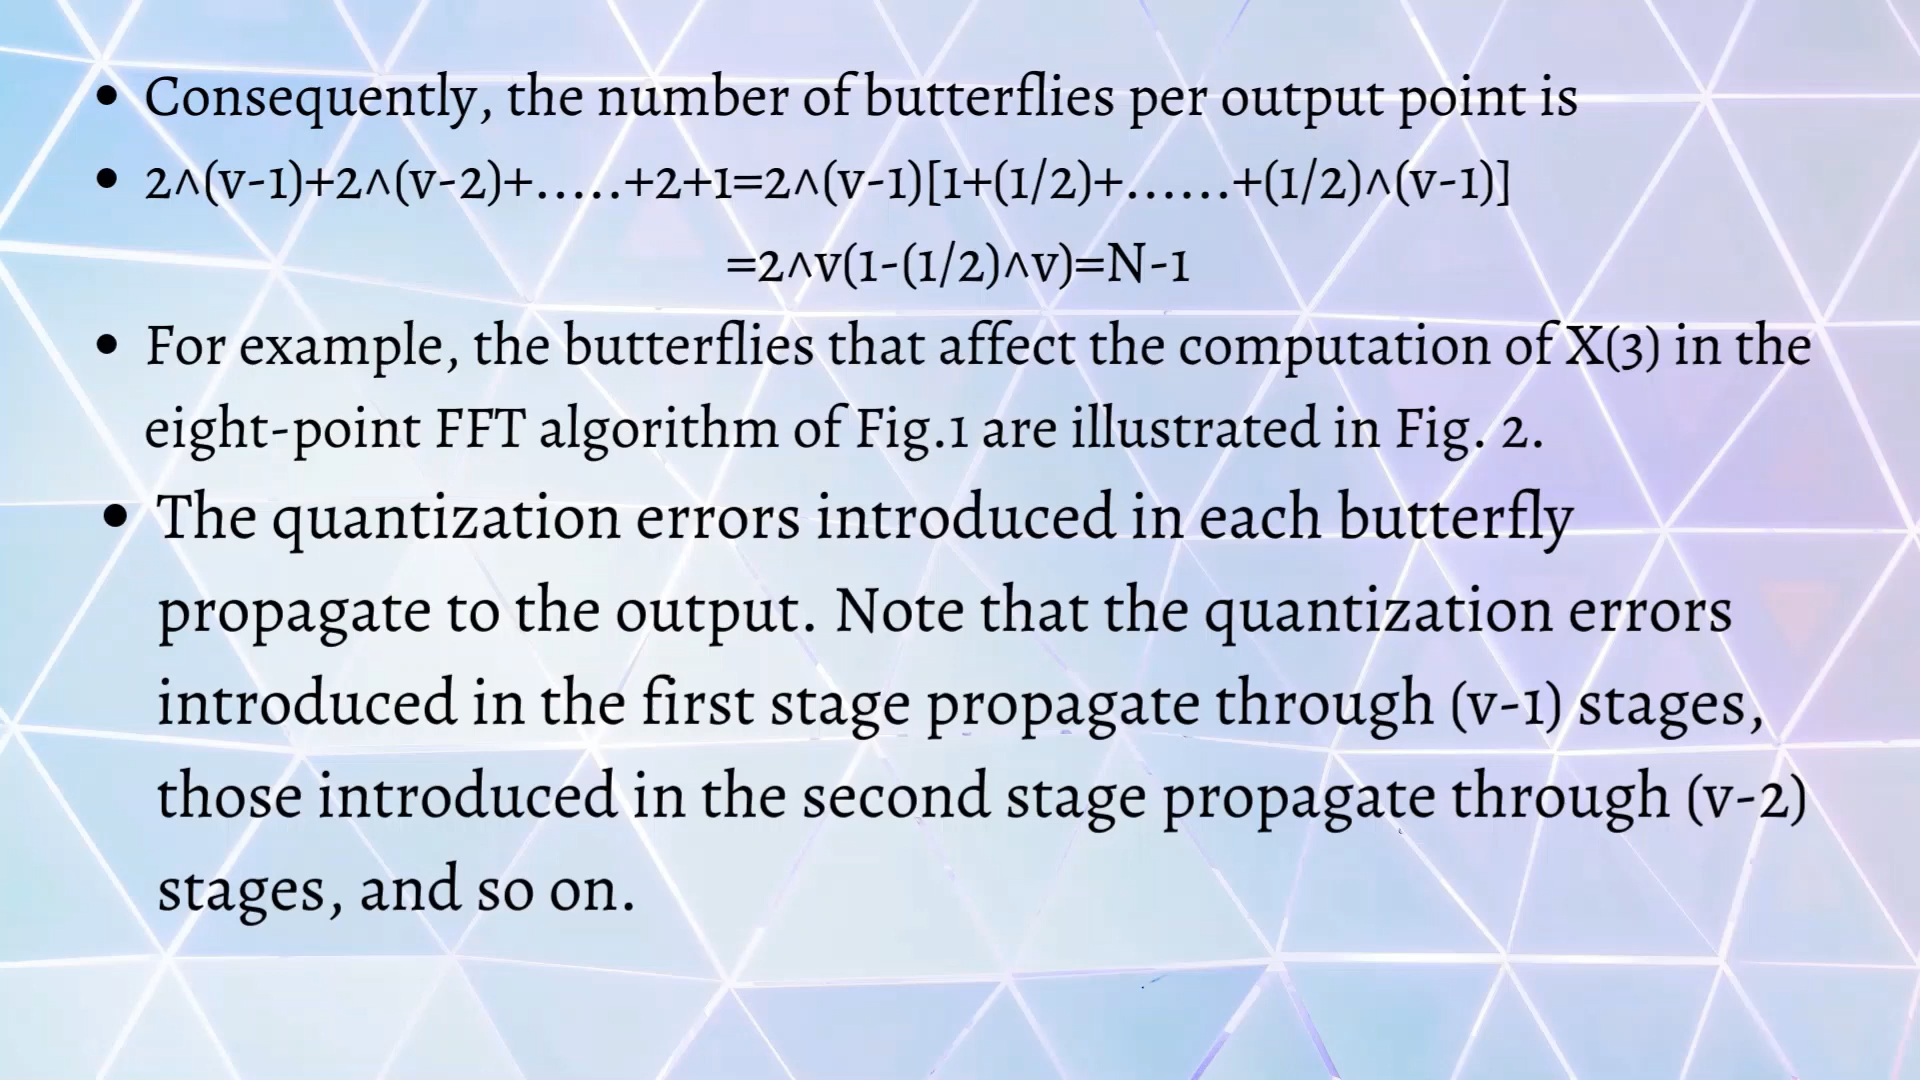 • Consequently, the number of butterflies per output point is
• 2^(v-1)+2^(v-2)+.....+2+1=2^(v-1)[1+(1/2)+......+(1/2)^(v-1)]
=2^v(1-(1/2)^v)=N-1
• For example, the butterflies that affect the computation of X(3) in the
eight-point FFT algorithm of Fig.1 are illustrated in Fig. 2.
• The quantization errors introduced in each butterfly
propagate to the output. Note that the quantization errors
introduced in the first stage propagate through (v-1) stages,
those introduced in the second stage propagate through (v-2)
stages, and so on.